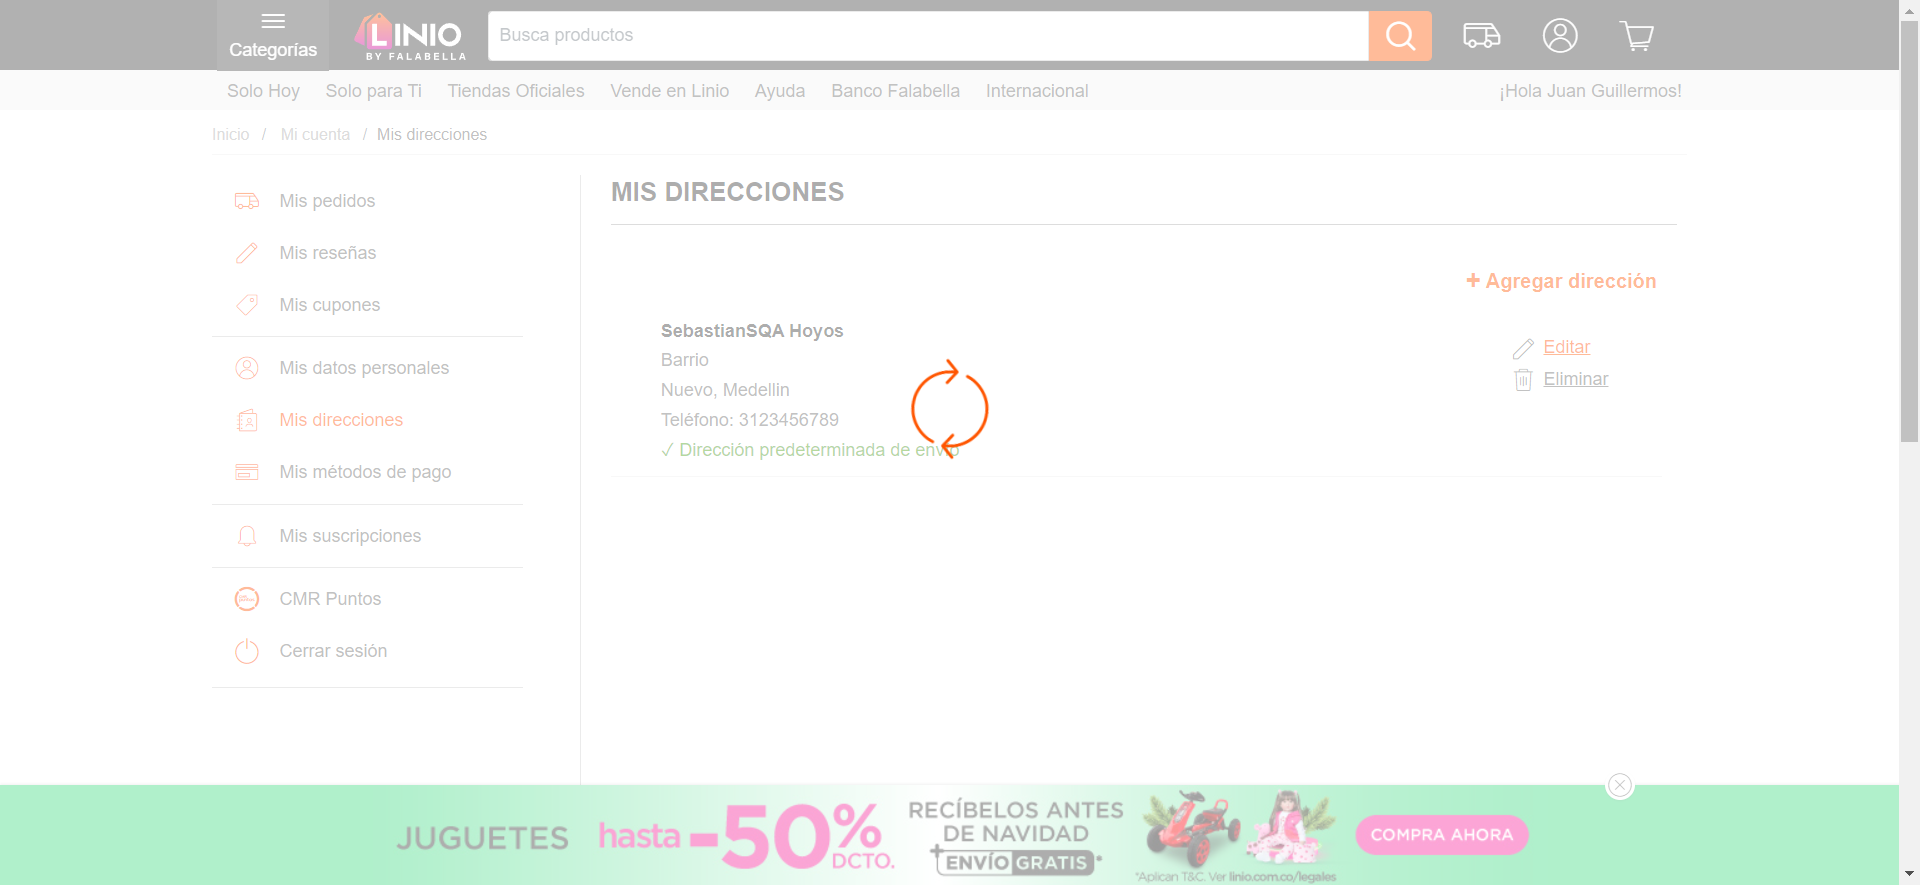 Categorías
LINIO
BY FALABELLA
Busca productos
Solo Hoy
Solo para Ti
Tiendas Oficiales
Vende en Linio
Ayuda
Banco Falabella
Internacional
¡Hola Juan Guillermos!
Inicio / Mi cuenta / Mis direcciones
Mis pedidos
Mis reseñas
Mis cupones
Mis datos personales
Mis direcciones
Mis métodos de pago
Mis suscripciones
CMR Puntos
Cerrar sesión
MIS DIRECCIONES
+ Agregar dirección
SebastianSQA Hoyos
Barrio
Nuevo, Medellin
Teléfono: 3123456789
✓ Dirección predeterminada de envío
Editar
Eliminar
JUGUETES
hasta -50%
DCTO.
RECÍBELOS ANTES
DE NAVIDAD
+ENVÍO GRATIS*
*Aplican T&C. Ver linio.com.co/legales
COMPRA AHORA